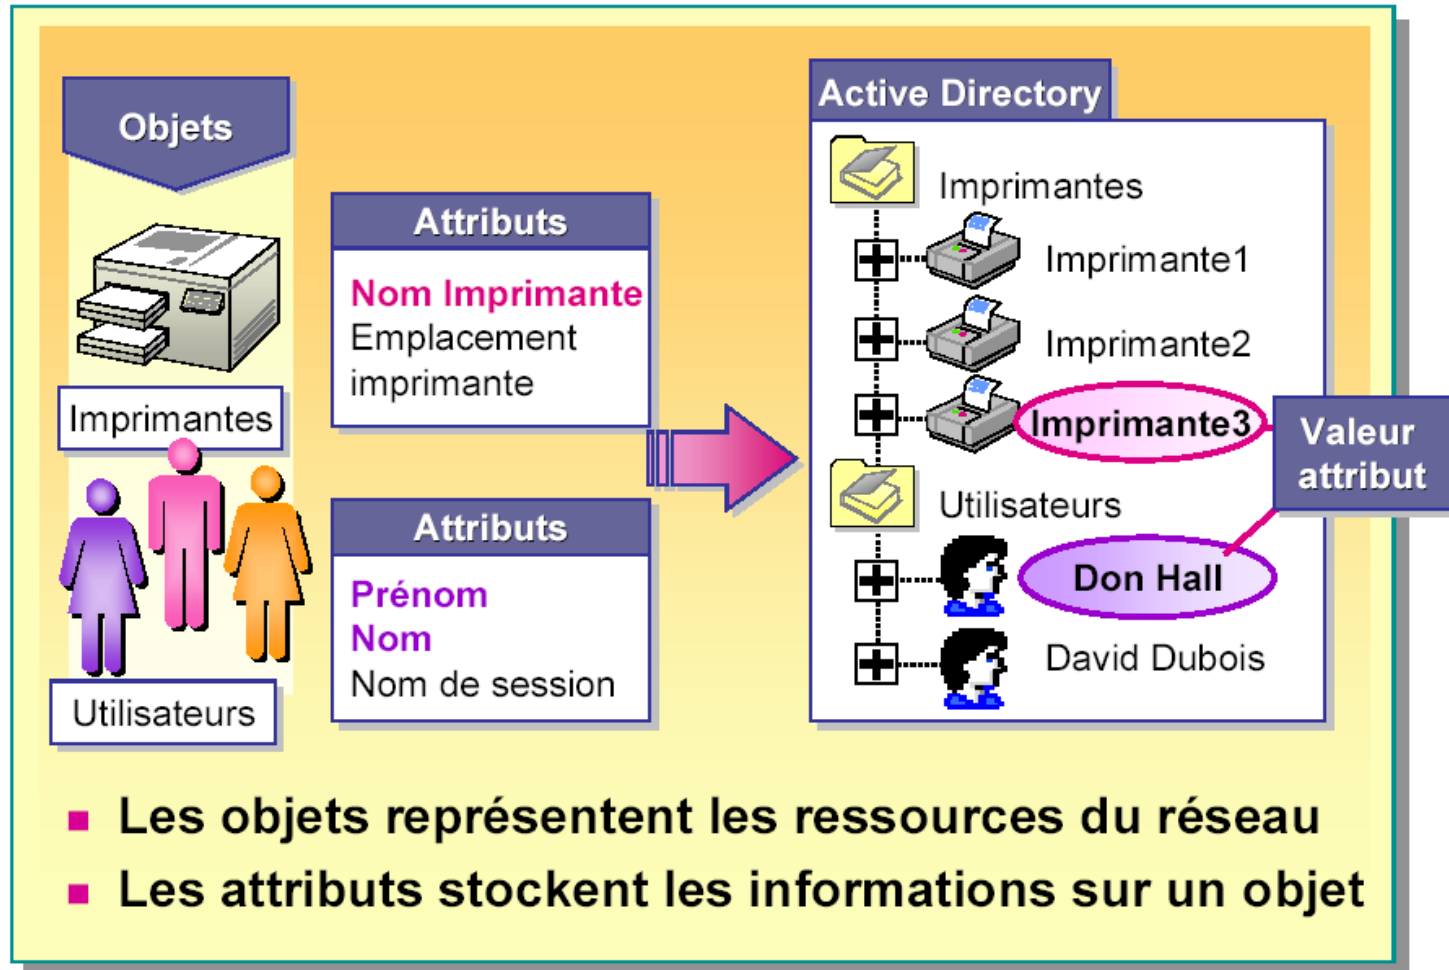 Objets
Imprimantes
Utilisateurs
Attributs
Nom Imprimante
Emplacement
imprimante
Attributs
Prénom
Nom
Nom de session
Active Directory
Imprimantes
Imprimante1
Imprimante2
Imprimante3
Utilisateurs
Don Hall
David Dubois
Valeur
attribut
Les objets représentent les ressources du réseau
Les attributs stockent les informations sur un objet